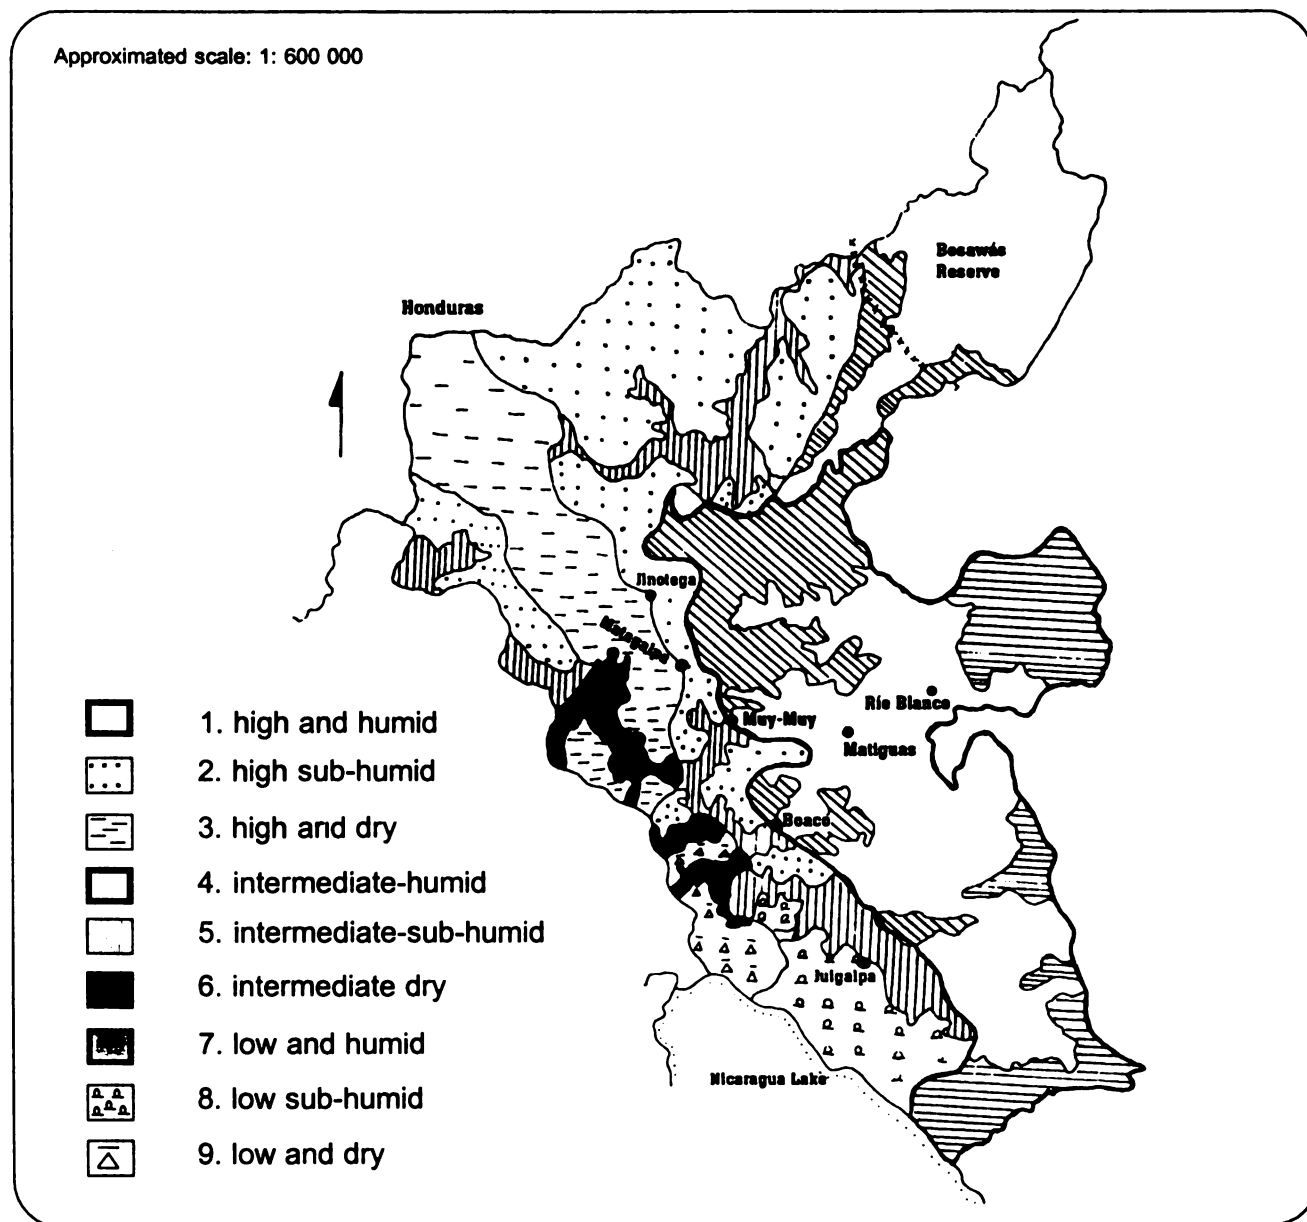 Approximated scale: 1: 600 000
Bosawás
Reserve
Honduras
Jinotega
Matagalpa
Río Blanco
Muy-Muy
Matiguas
Boaco
Juigalpa
Nicaragua Lake
1. high and humid
2. high sub-humid
3. high and dry
4. intermediate-humid
5. intermediate-sub-humid
6. intermediate dry
7. low and humid
8. low sub-humid
9. low and dry